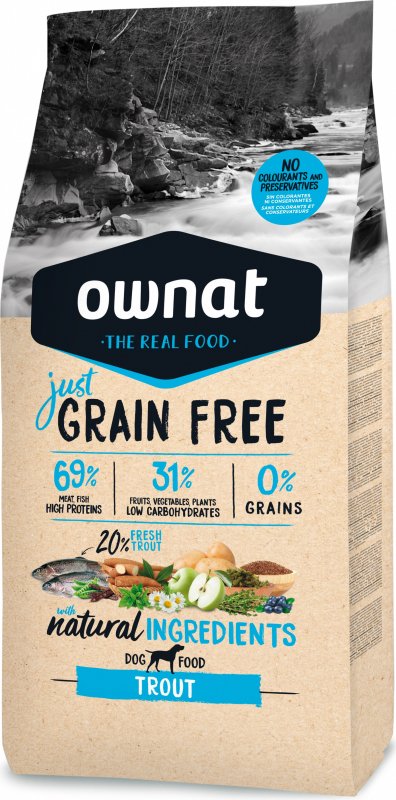 NO
COLOURANTS AND
PRESERVATIVES
SIN COLORANTES
NI CONSERVANTES
SANS COLORANTS ET
CONSERVATEURS
ownat
·THE REAL FOOD·
just
GRAIN FREE
69%
MEAT, FISH
HIGH PROTEINS
31%
FRUITS, VEGETABLES, PLANTS
LOW CARBOHYDRATES
0%
GRAINS
20% FRESH
TROUT
with
natural INGREDIENTS
DOG FOOD
TROUT